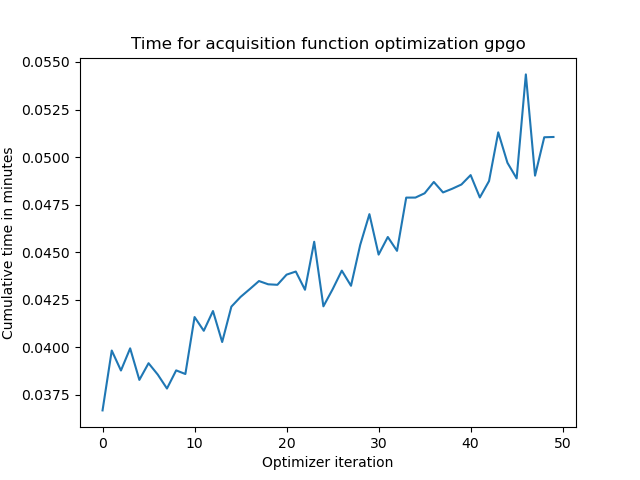 Time for acquisition function optimization gpgo
Cumulative time in minutes
0.0550
0.0525
0.0500
0.0475
0.0450
0.0425
0.0400
0.0375
0 10 20 30 40 50
Optimizer iteration